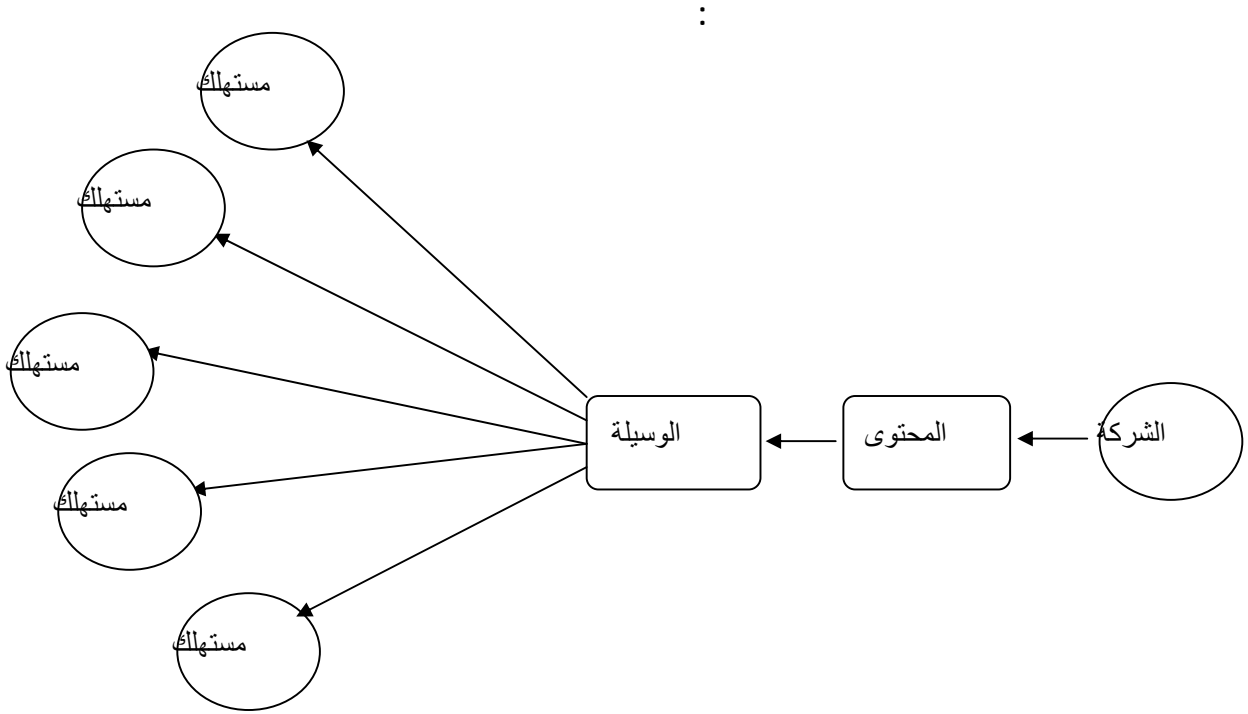 :
مستهلك
مستهلك
مستهلك
الشركة
المحتوى
الوسيلة
مستهلك
مستهلك